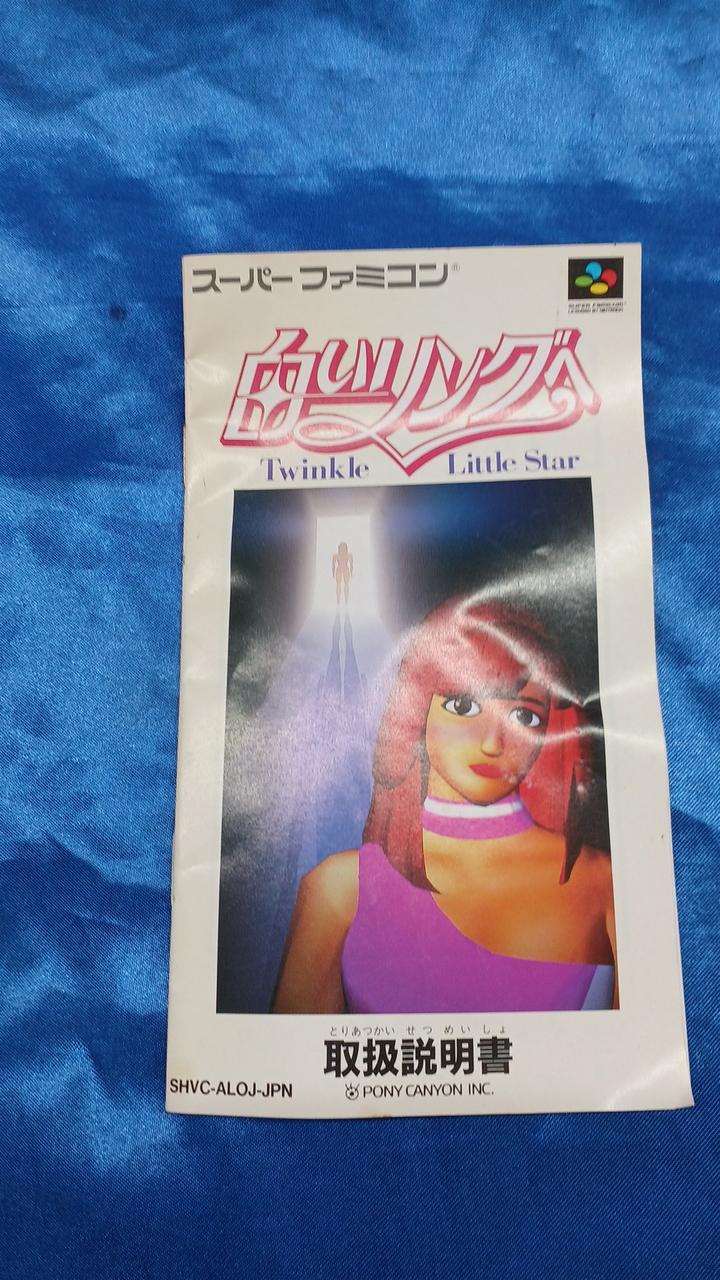 スーパーファミコン®
白いリングへ
Twinkle Little Star
とりあつかいせつめいしょ
取扱説明書
SHVC-ALOJ-JPN
PONY CANYON INC.